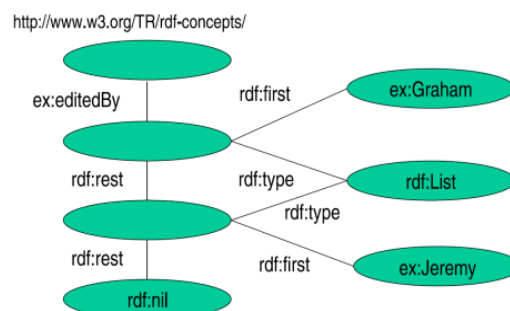 http://www.w3.org/TR/rdf-concepts/
ex:editedBy
rdf:first
ex:Graham
rdf:rest
rdf:type
rdf:List
rdf:type
rdf:rest
rdf:first
ex:Jeremy
rdf:nil